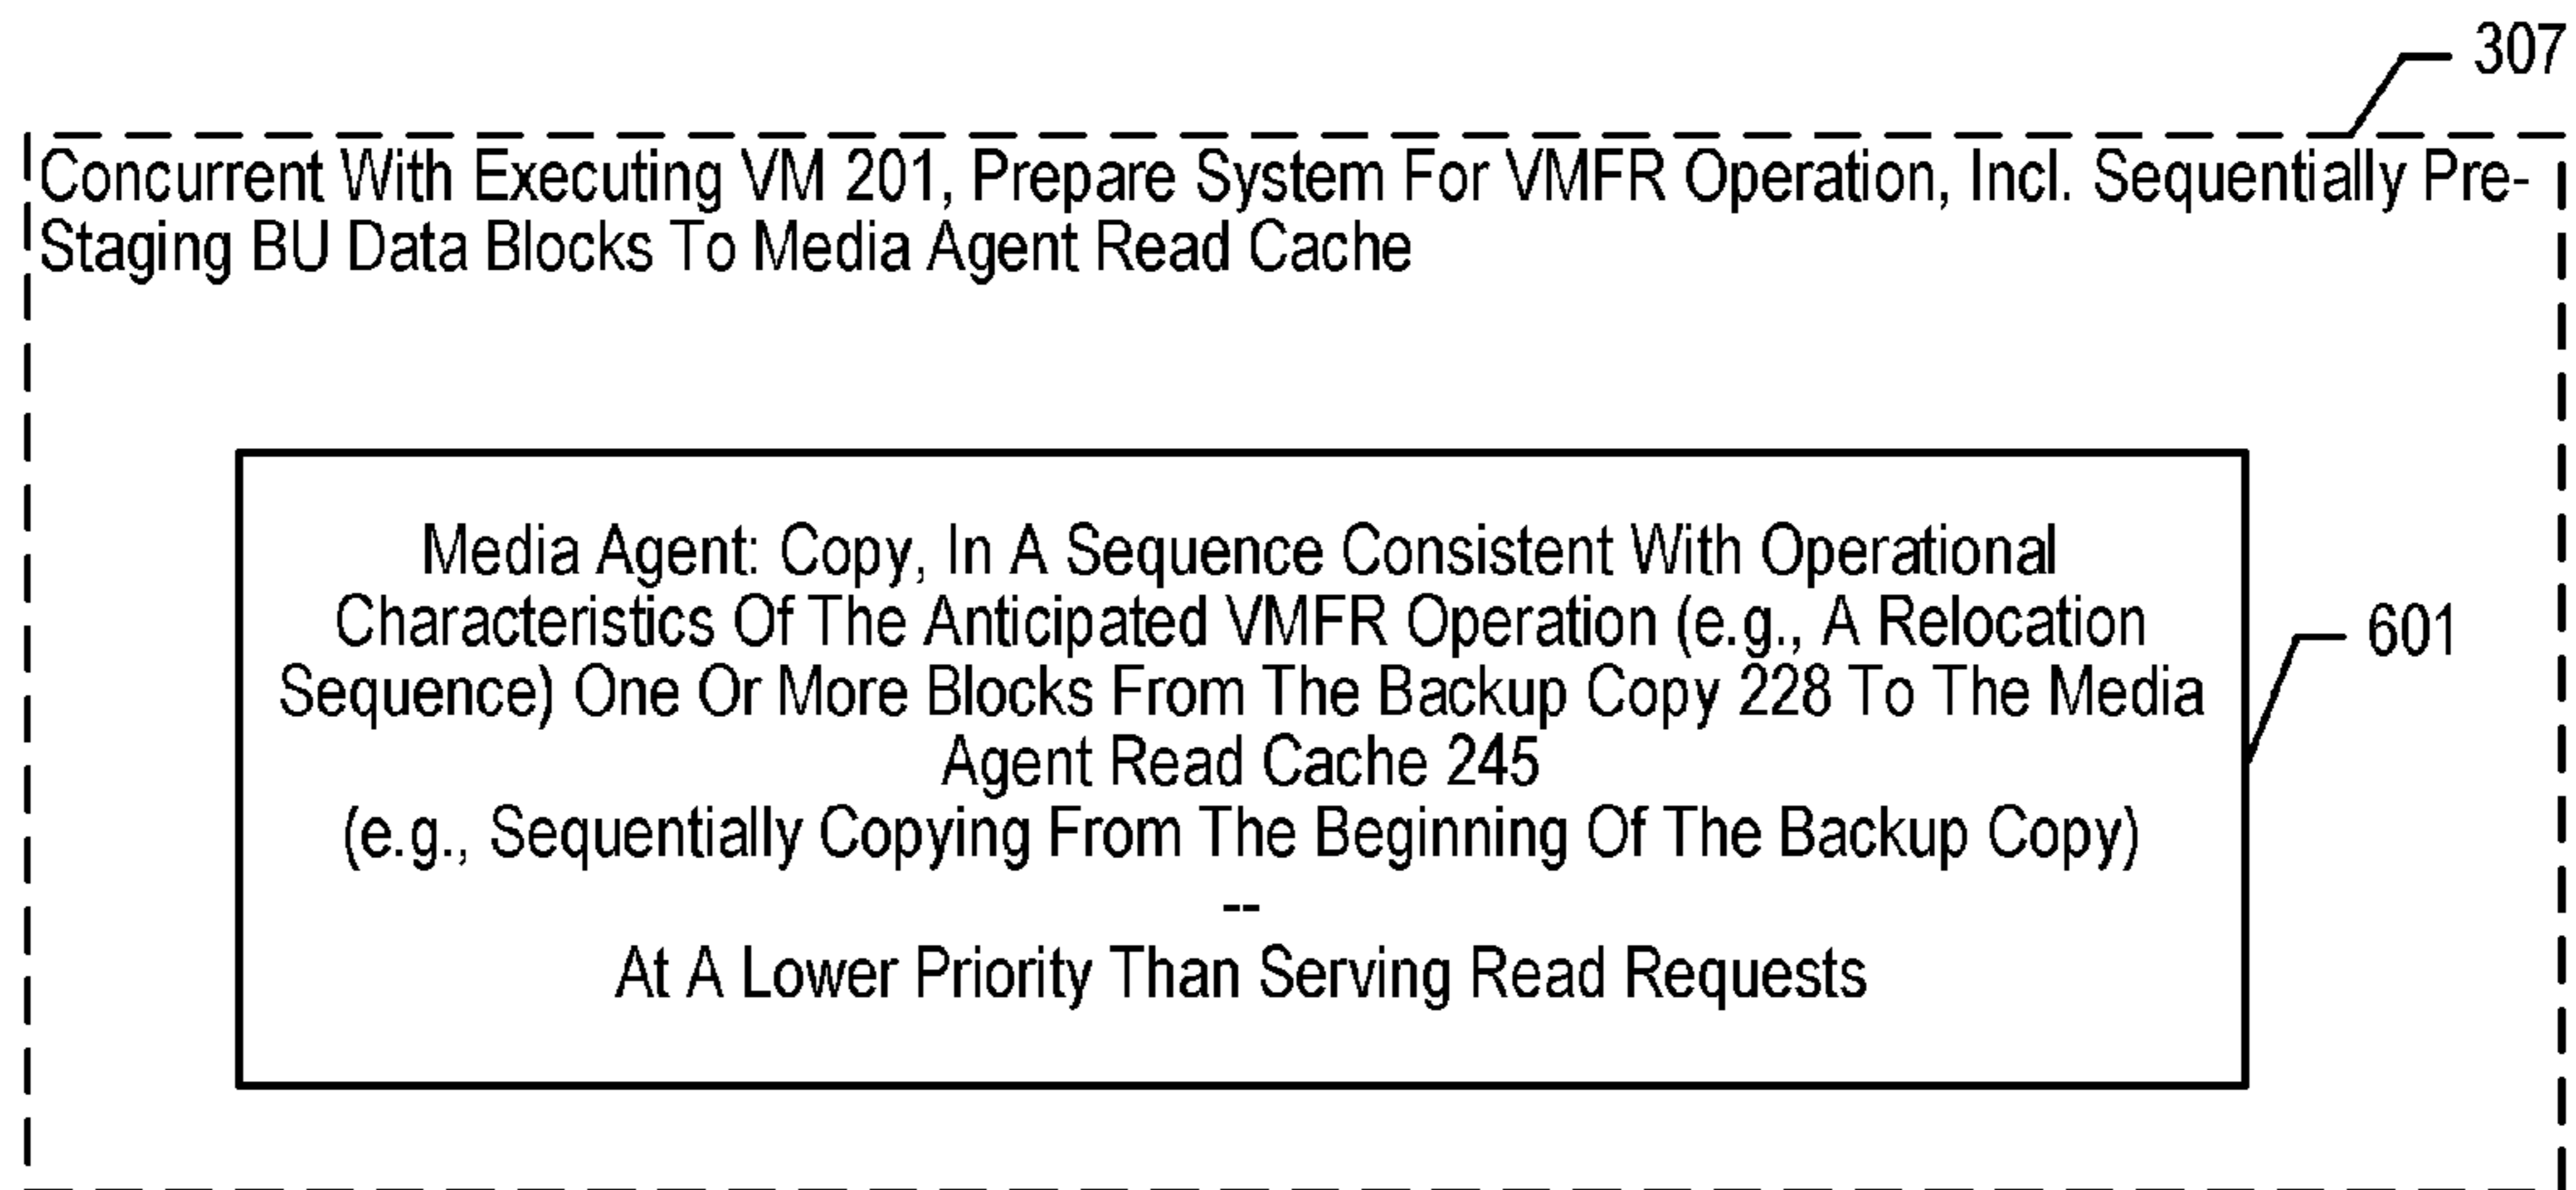 307
Concurrent With Executing VM 201, Prepare System For VMFR Operation, Incl. Sequentially Pre-
Staging BU Data Blocks To Media Agent Read Cache
Media Agent: Copy, In A Sequence Consistent With Operational
Characteristics Of The Anticipated VMFR Operation (e.g., A Relocation
Sequence) One Or More Blocks From The Backup Copy 228 To The Media
Agent Read Cache 245
(e.g., Sequentially Copying From The Beginning Of The Backup Copy)
--
At A Lower Priority Than Serving Read Requests
601